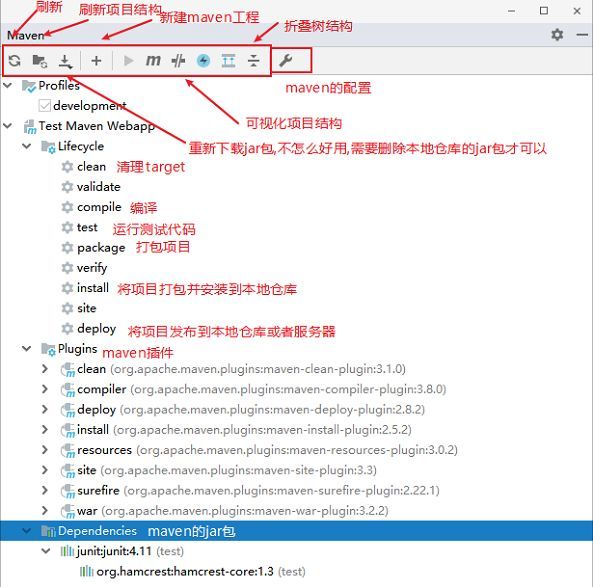 刷新
刷新项目结构
新建maven工程
折叠树结构
Maven
maven的配置
Profiles
development
可视化项目结构
Test Maven Webapp
重新下载jar包,不怎么好用,需要删除本地仓库的jar包才可以
Lifecycle
clean 清理target
validate
compile 编译
test 运行测试代码
package 打包项目
verify
install 将项目打包并安装到本地仓库
site
deploy 将项目发布到本地仓库或者服务器
Plugins maven插件
clean (org.apache.maven.plugins:maven-clean-plugin:3.1.0)
compiler (org.apache.maven.plugins:maven-compiler-plugin:3.8.0)
deploy (org.apache.maven.plugins:maven-deploy-plugin:2.8.2)
install (org.apache.maven.plugins:maven-install-plugin:2.5.2)
resources (org.apache.maven.plugins:maven-resources-plugin:3.0.2)
site (org.apache.maven.plugins:maven-site-plugin:3.3)
surefire (org.apache.maven.plugins:maven-surefire-plugin:2.22.1)
war (org.apache.maven.plugins:maven-war-plugin:3.2.2)
Dependencies maven的jar包
junit:junit:4.11 (test)
org.hamcrest:hamcrest-core:1.3 (test)